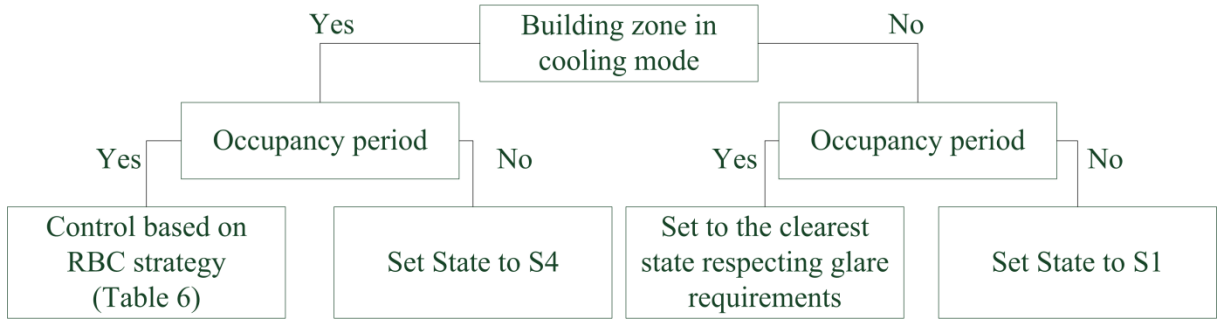 Yes
Building zone in
cooling mode
No
Occupancy period
Occupancy period
Yes
No
Yes
No
Control based on
RBC strategy
(Table 6)
Set State to S4
Set to the clearest
state respecting glare
requirements
Set State to S1